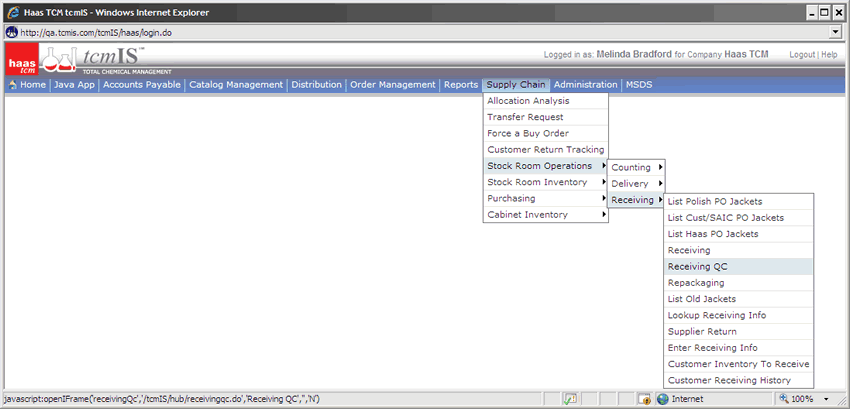 Haas TCM tcmIS - Windows Internet Explorer
http://qa.tcmis.com/tcmIS/haas/login.do
haas tcm tcmIS™ TOTAL CHEMICAL MANAGEMENT
Logged in as: Melinda Bradford for Company Haas TCM Logout | Help
Home Java App Accounts Payable Catalog Management Distribution Order Management Reports Supply Chain Administration MSDS
Allocation Analysis
Transfer Request
Force a Buy Order
Customer Return Tracking
Stock Room Operations
Stock Room Inventory
Purchasing
Cabinet Inventory
Counting
Delivery
Receiving
List Polish PO Jackets
List Cust/SAIC PO Jackets
List Haas PO Jackets
Receiving
Receiving QC
Repackaging
List Old Jackets
Lookup Receiving Info
Supplier Return
Enter Receiving Info
Customer Inventory To Receive
Customer Receiving History
javascript:openIFrame('receivingQc','/tcmIS/hub/receivingqc.do','Receiving QC','','N') Internet 100%